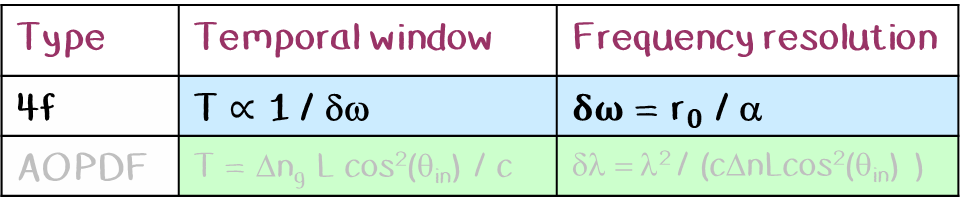 Type Temporal window Frequency resolution
4f T ∝ 1 / δω δω = r₀ / α
AOPDF T = Δn_g L cos²(θ_in) / c δλ = λ² / (cΔnLcos²(θ_in) )